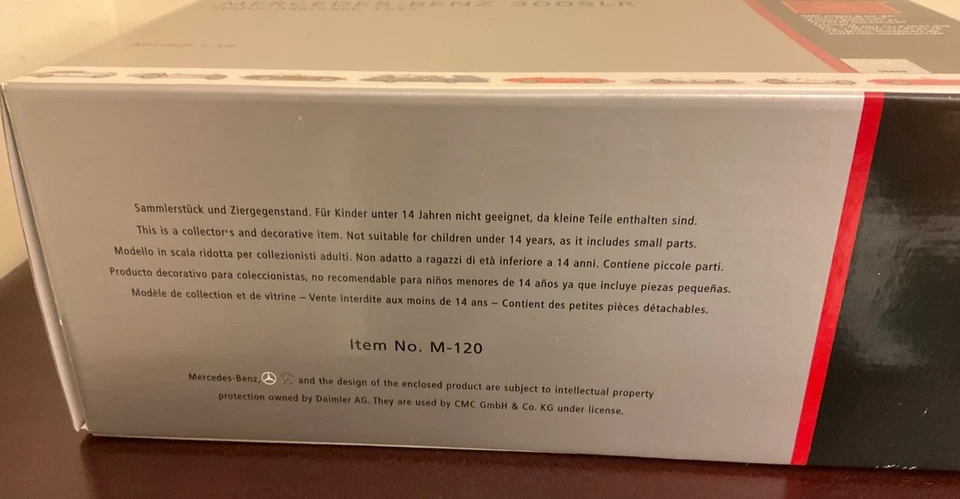 MERCEDES-BENZ 300SLR
Sammlerstück und Ziergegenstand. Für Kinder unter 14 Jahren nicht geeignet, da kleine Teile enthalten sind.
This is a collector's and decorative item. Not suitable for children under 14 years, as it includes small parts.
Modello in scala ridotta per collezionisti adulti. Non adatto a ragazzi di età inferiore a 14 anni. Contiene piccole parti.
Producto decorativo para coleccionistas, no recomendable para niños menores de 14 años ya que incluye piezas pequeñas.
Modèle de collection et de vitrine – Vente interdite aux moins de 14 ans – Contient des petites pièces détachables.
Item No. M-120
Mercedes-Benz, and the design of the enclosed product are subject to intellectual property
protection owned by Daimler AG. They are used by CMC GmbH & Co. KG under license.